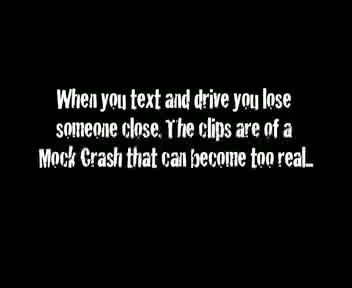 When you text and drive you lose
someone close. The clips are of a
Mock Crash that can become too real..